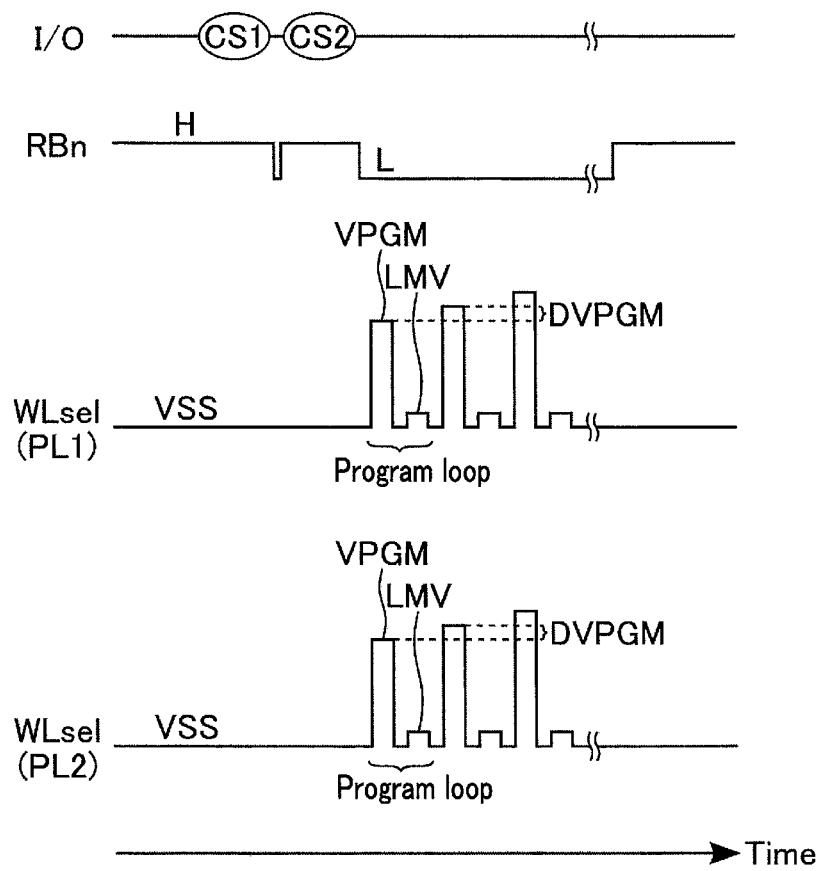 I/O
CS1
CS2
RBn
H
L
VPGM
LMV
DVPGM
WLsel
(PL1)
VSS
Program loop
VPGM
LMV
DVPGM
WLsel
(PL2)
VSS
Program loop
Time